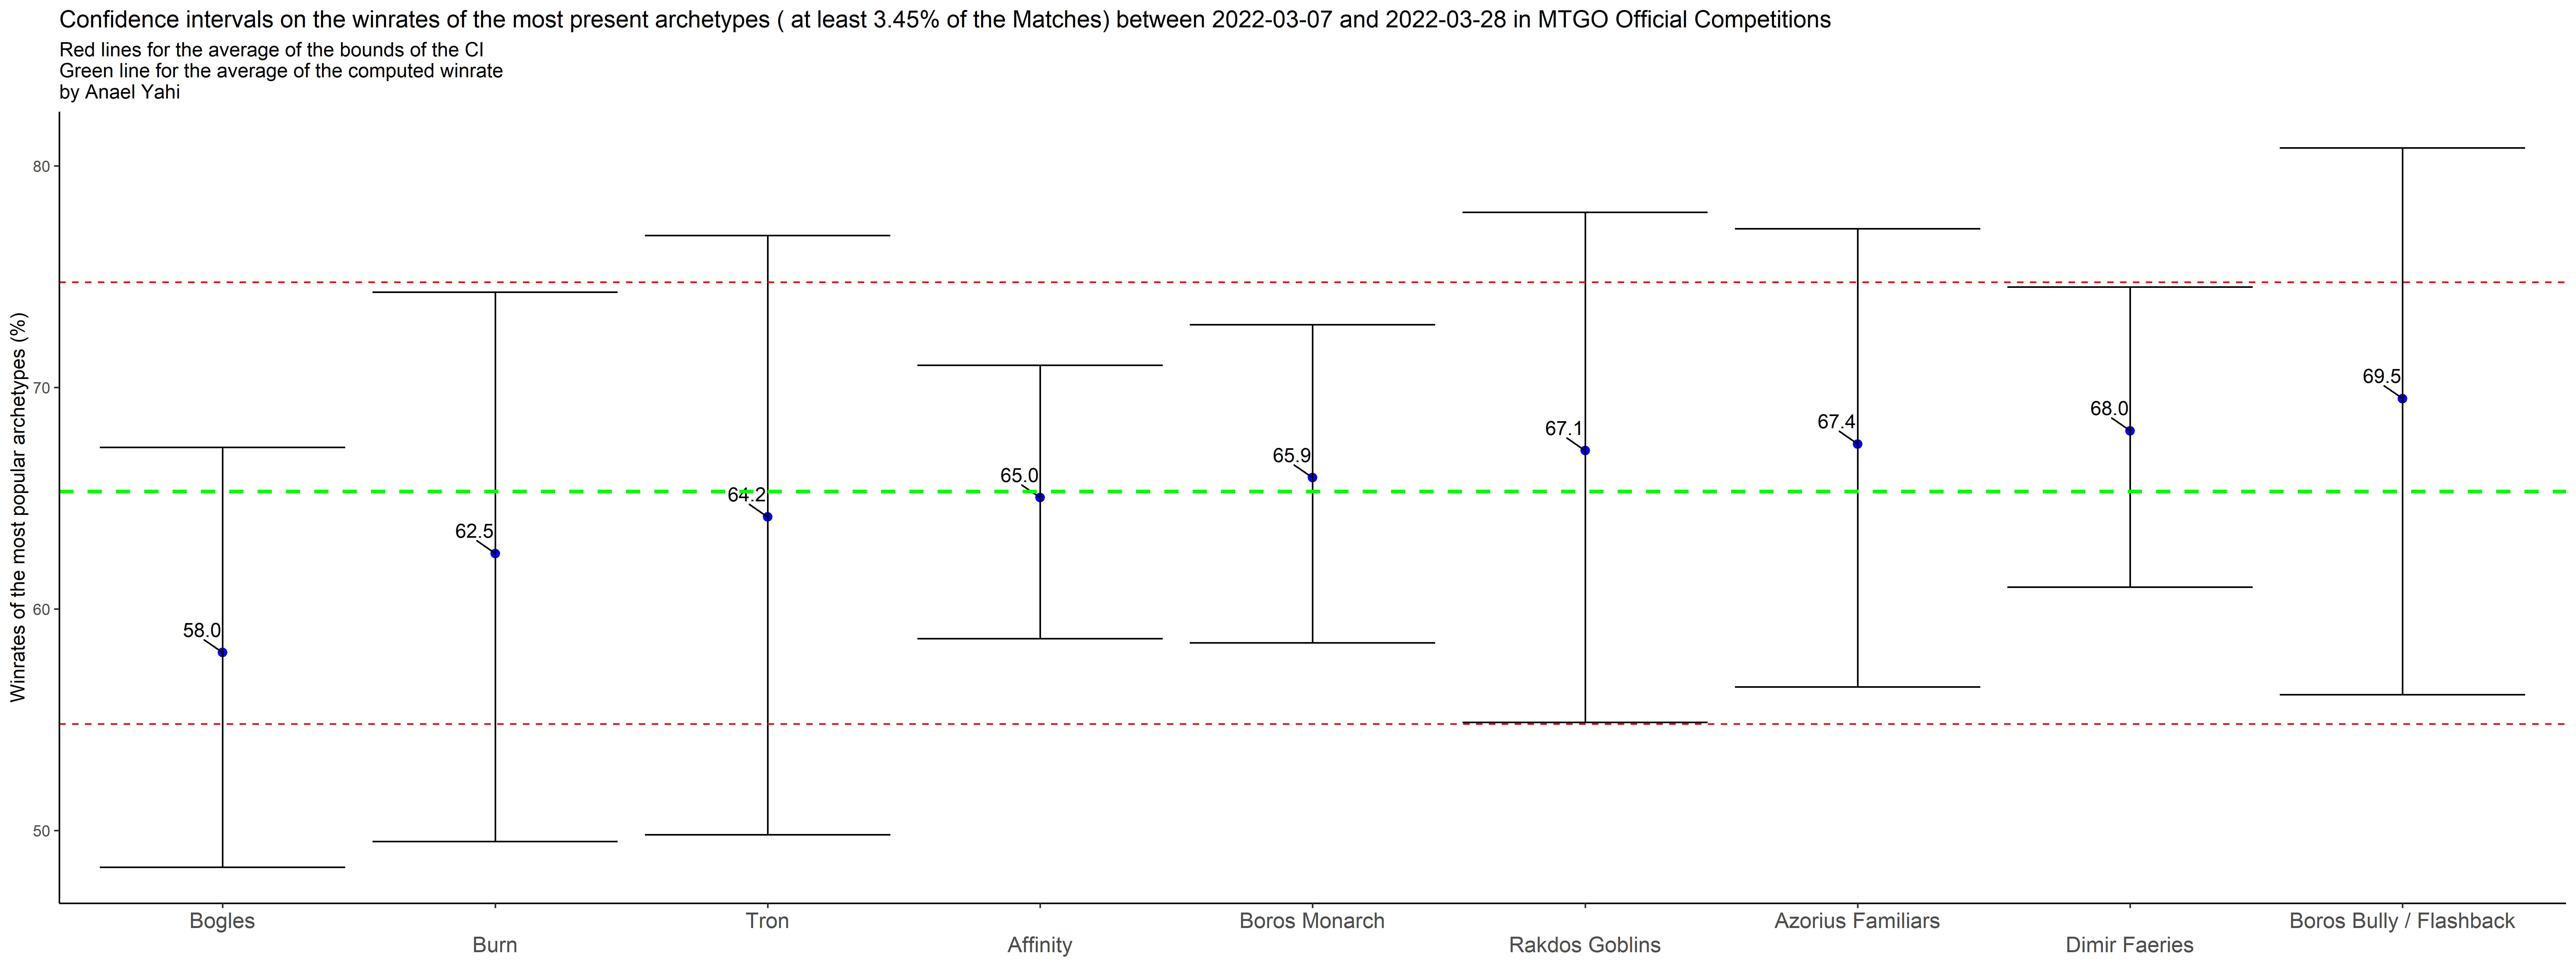 Confidence intervals on the winrates of the most present archetypes ( at least 3.45% of the Matches) between 2022-03-07 and 2022-03-28 in MTGO Official Competitions
Red lines for the average of the bounds of the CI
Green line for the average of the computed winrate
by Anael Yahi
Winrates of the most popular archetypes (%)
80
70
60
50
58.0
62.5
64.2
65.0
65.9
67.1
67.4
68.0
69.5
Bogles
Burn
Tron
Affinity
Boros Monarch
Rakdos Goblins
Azorius Familiars
Dimir Faeries
Boros Bully / Flashback